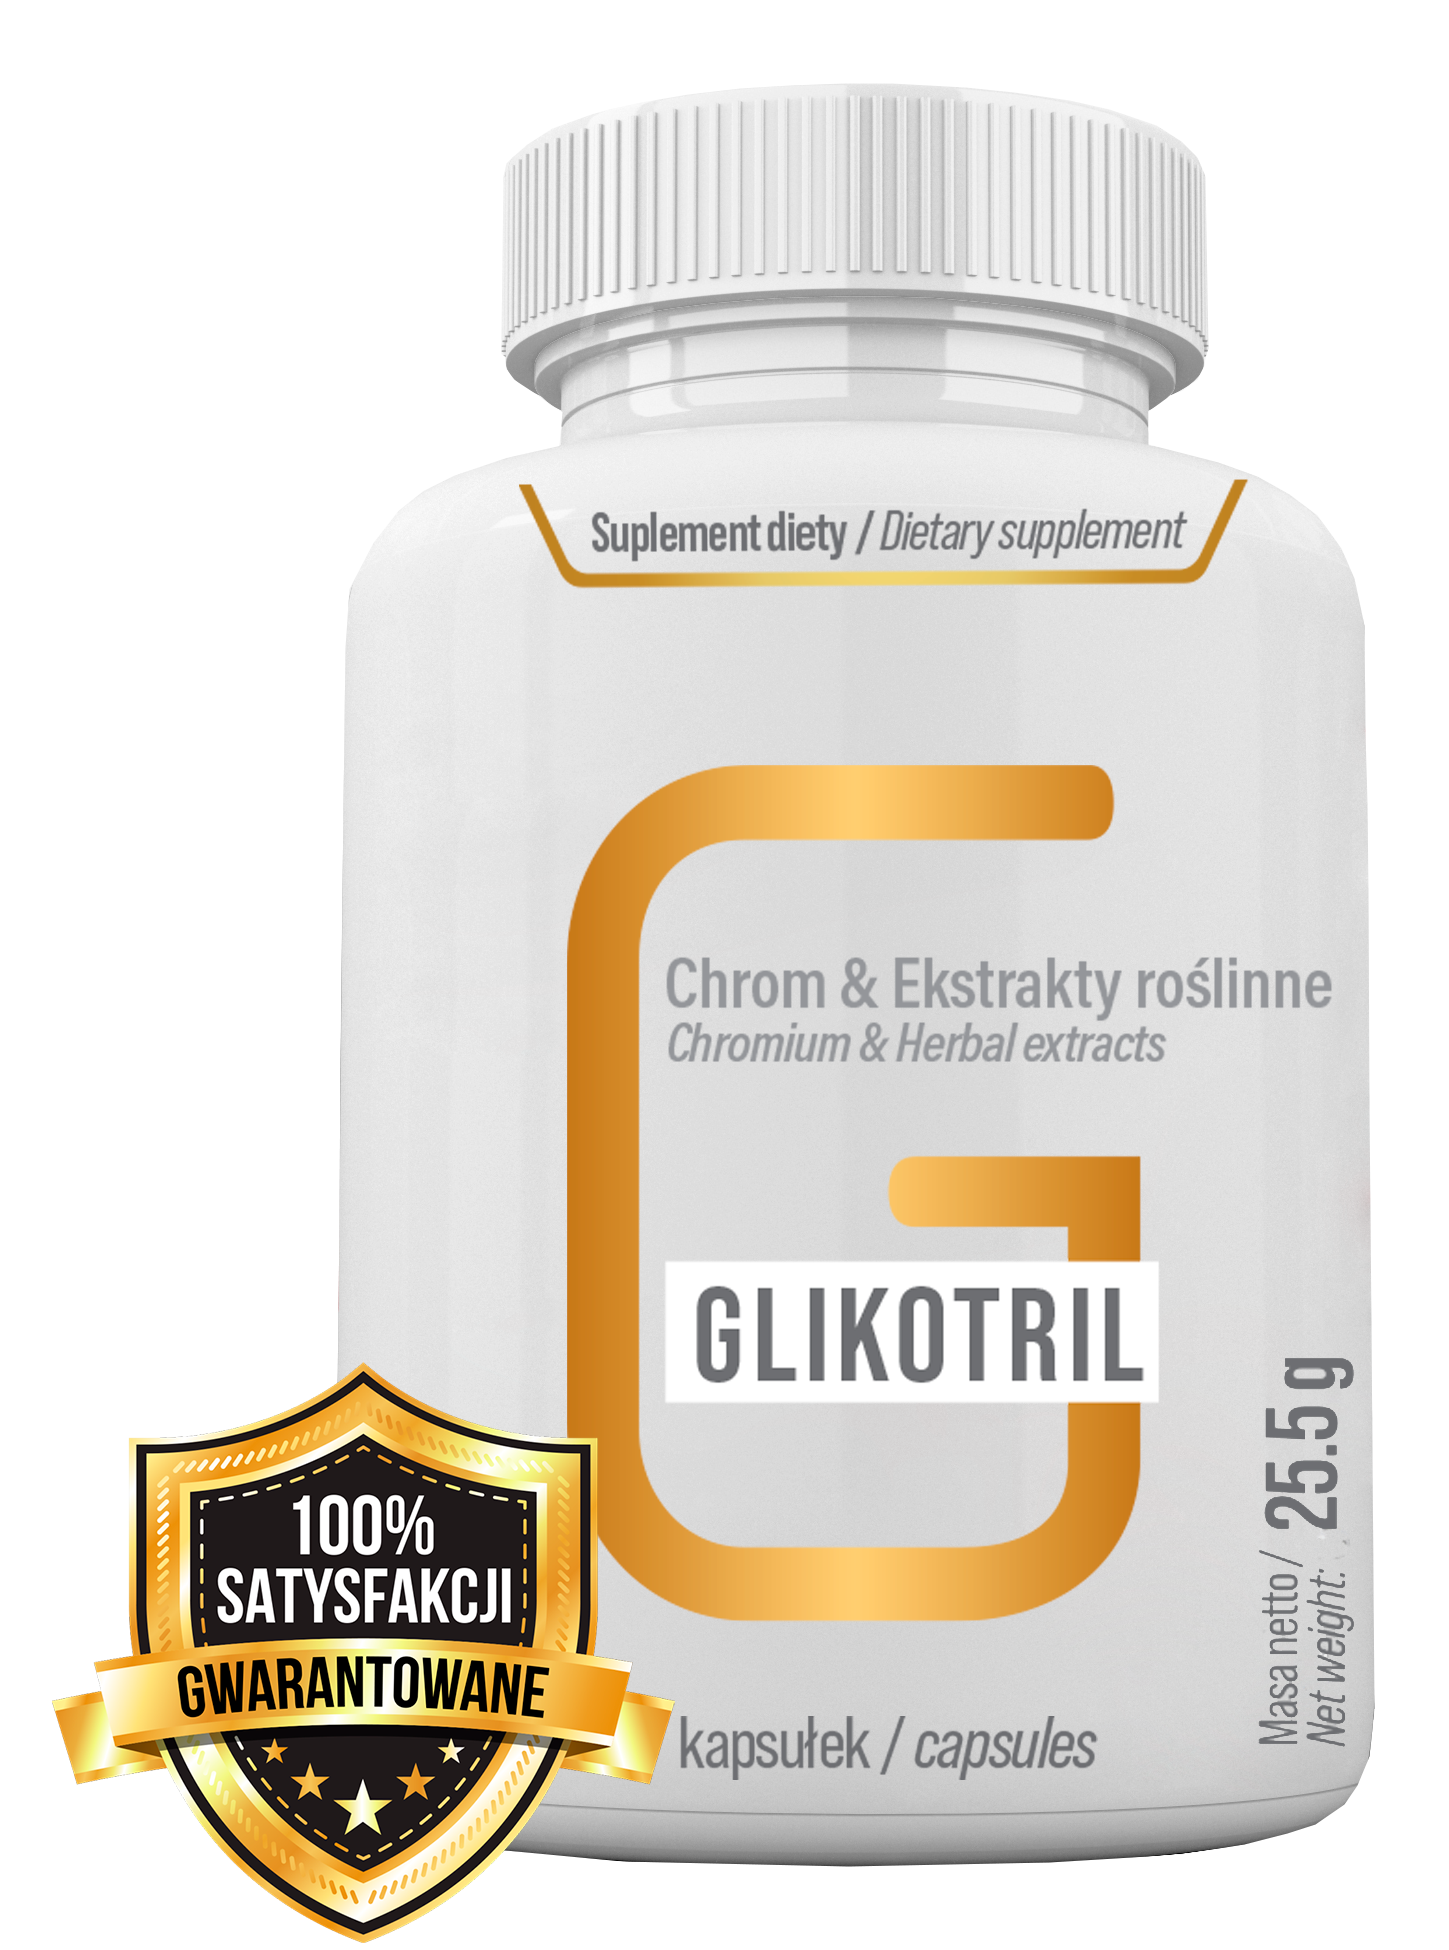 Suplement diety / Dietary supplement
Chrom & Ekstrakty roślinne
Chromium & Herbal extracts
GLIKOTRIL
Masa netto / 25.5 g
Net weight:
100%
SATYSFAKCJI
GWARANTOWANE
kapsułek / capsules